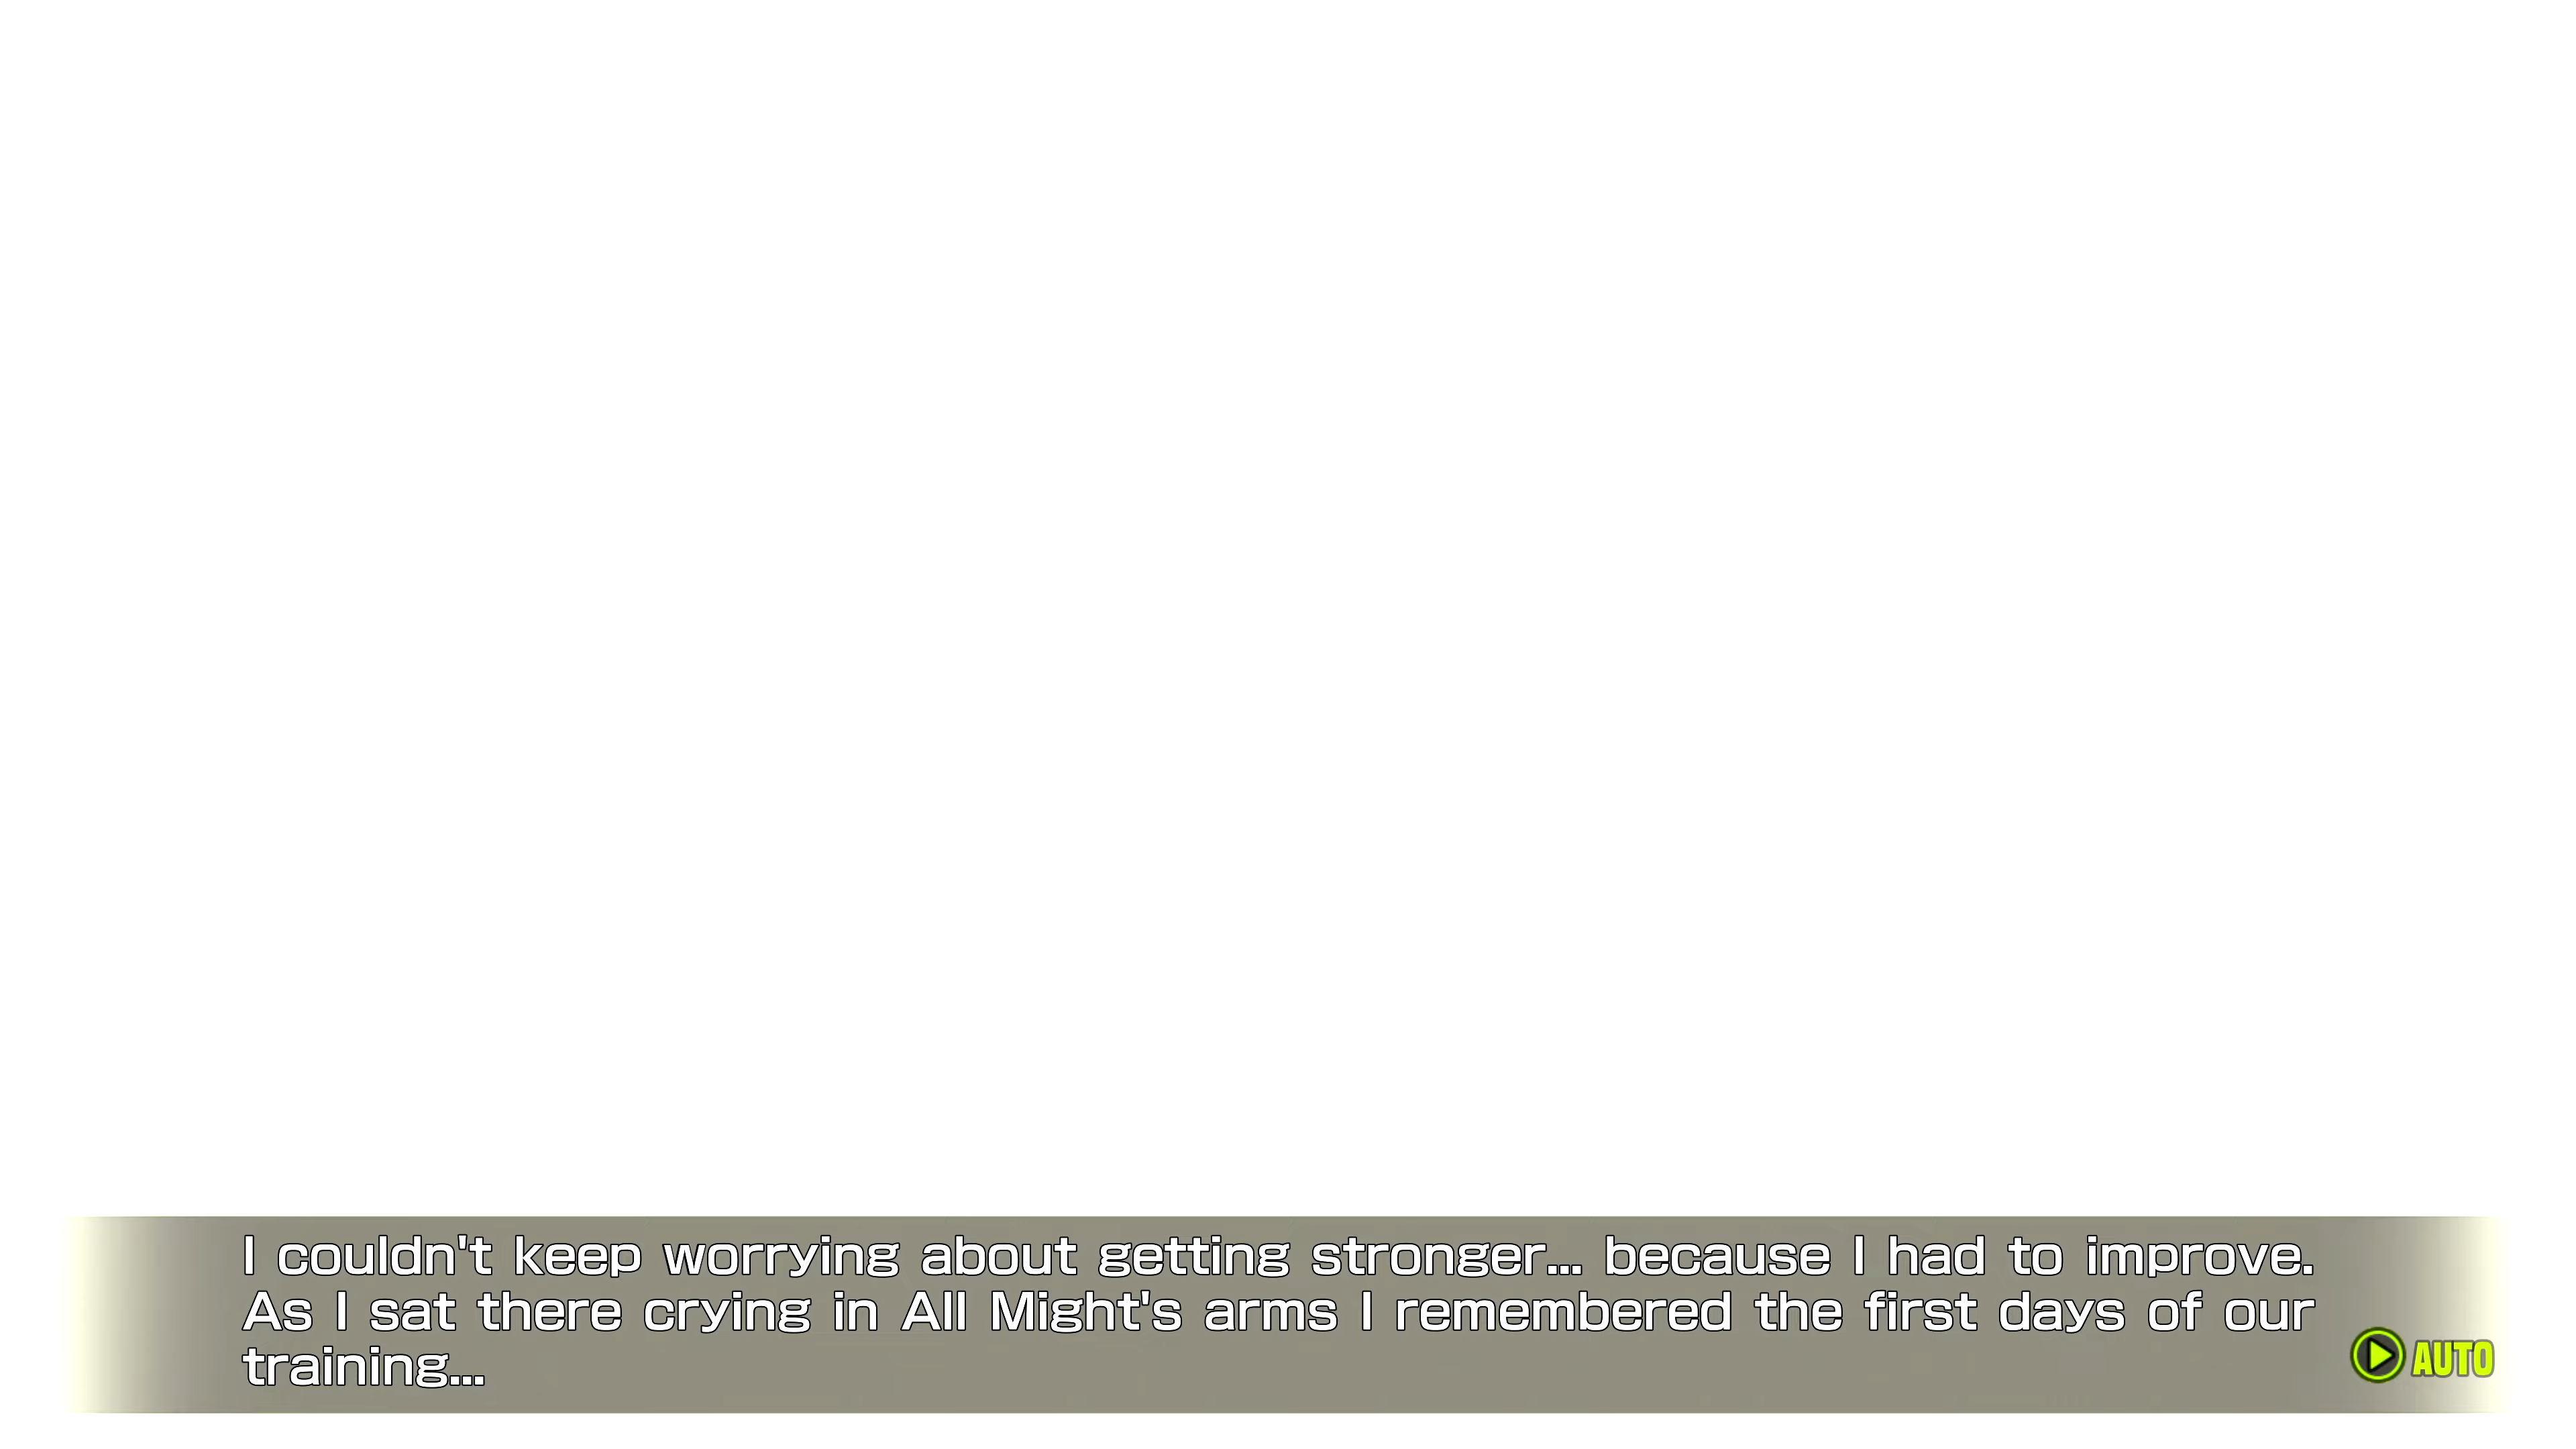 I couldn't keep worrying about getting stronger... because I had to improve.
As I sat there crying in All Might's arms I remembered the first days of our
training...
AUTO